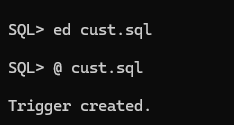 SQL> ed cust.sql
SQL> @ cust.sql
Trigger created.